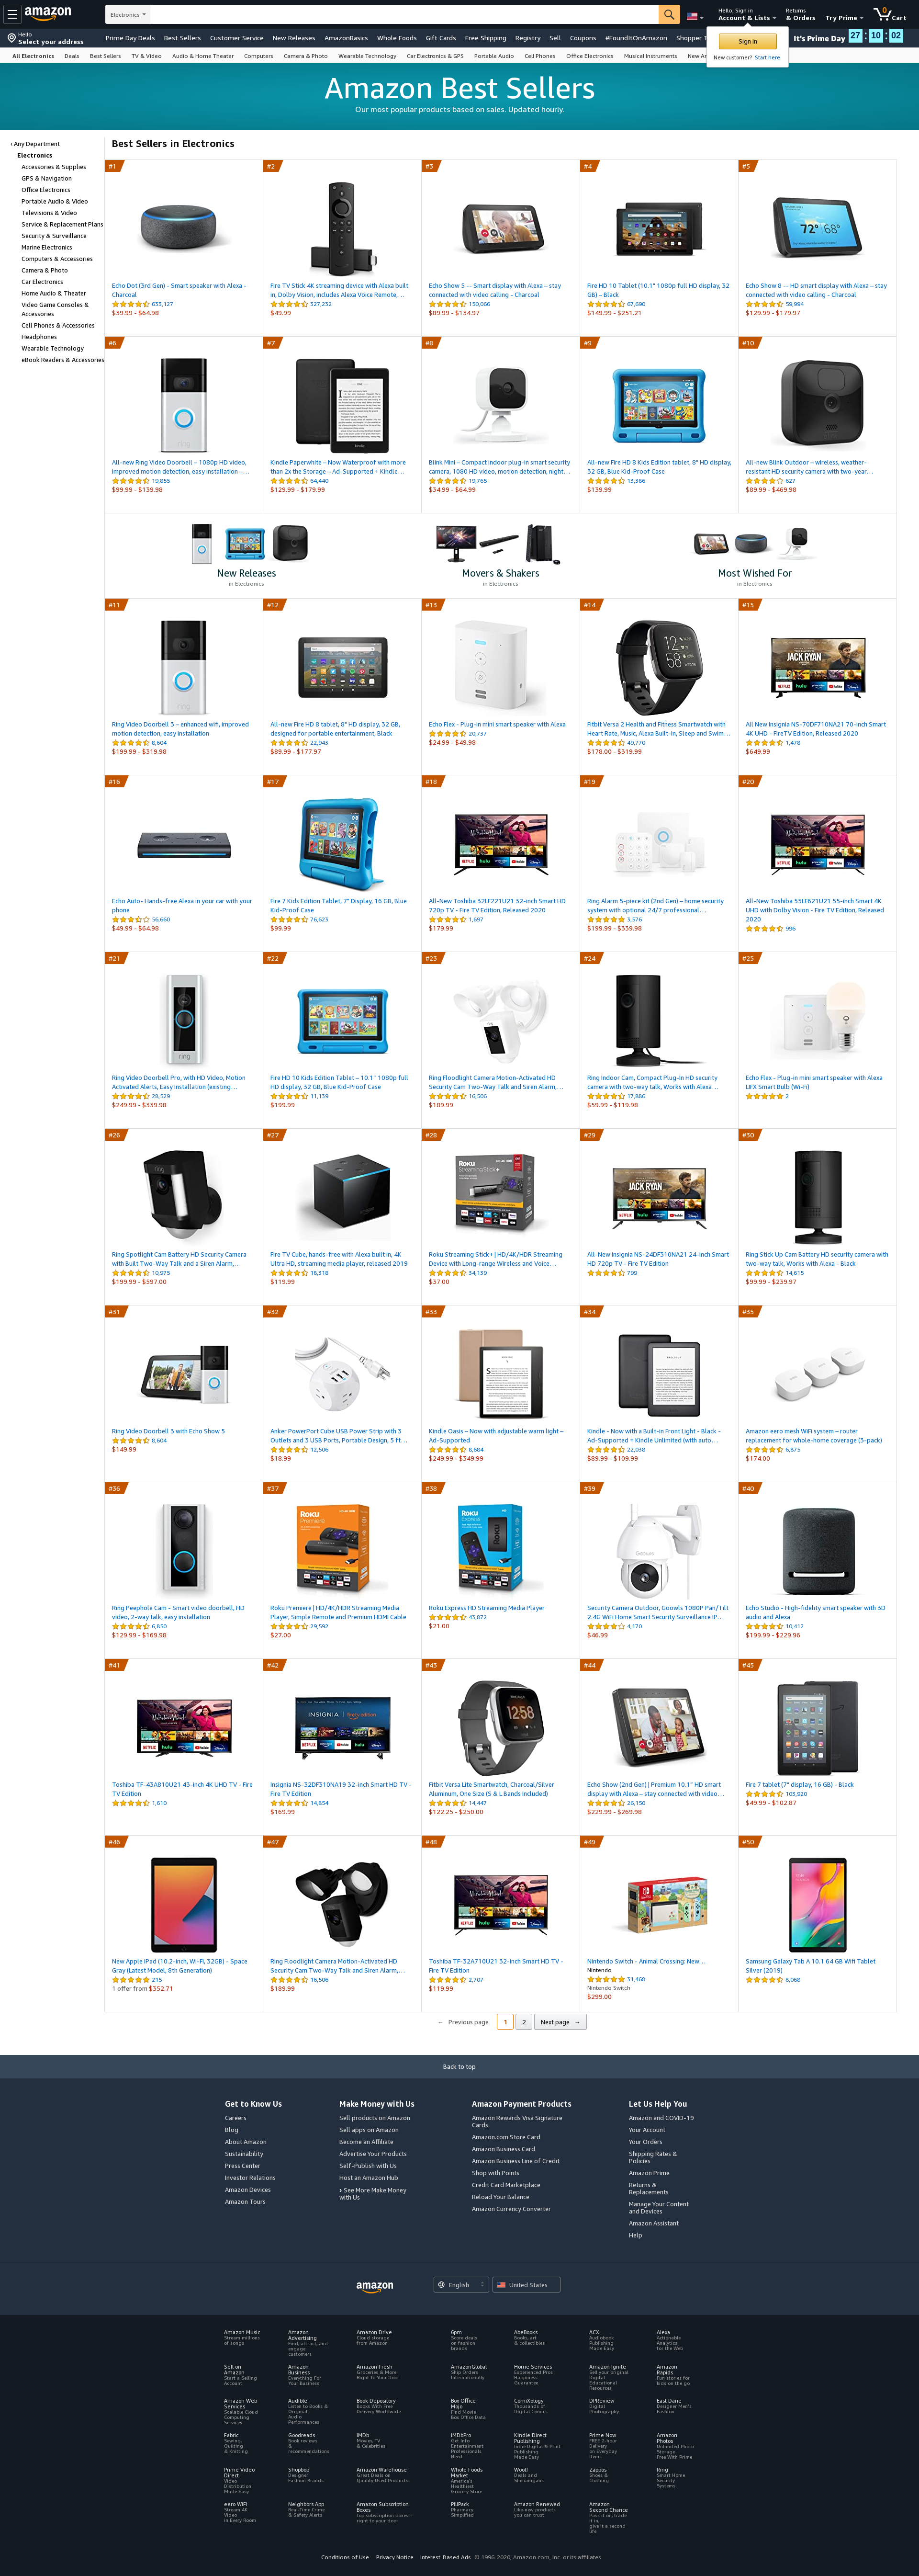 amazon
Electronics
Hello, Sign in
Account & Lists
Returns
& Orders
Try Prime
0
Cart
Hello
Select your address
Prime Day Deals Best Sellers Customer Service New Releases AmazonBasics Whole Foods Gift Cards Free Shipping Registry Sell Coupons #FoundItOnAmazon Shopper T
It's Prime Day 27 : 10 : 02
Sign in
New customer? Start here.
All Electronics Deals Best Sellers TV & Video Audio & Home Theater Computers Camera & Photo Wearable Technology Car Electronics & GPS Portable Audio Cell Phones Office Electronics Musical Instruments New Ar
Amazon Best Sellers
Our most popular products based on sales. Updated hourly.
‹ Any Department
Electronics
Accessories & Supplies
GPS & Navigation
Office Electronics
Portable Audio & Video
Televisions & Video
Service & Replacement Plans
Security & Surveillance
Marine Electronics
Computers & Accessories
Camera & Photo
Car Electronics
Home Audio & Theater
Video Game Consoles &
Accessories
Cell Phones & Accessories
Headphones
Wearable Technology
eBook Readers & Accessories
Best Sellers in Electronics
#1
Echo Dot (3rd Gen) - Smart speaker with Alexa -
Charcoal
633,127
$39.99 - $64.98
#2
Fire TV Stick 4K streaming device with Alexa built
in, Dolby Vision, includes Alexa Voice Remote,…
327,232
$49.99
#3
Echo Show 5 -- Smart display with Alexa – stay
connected with video calling - Charcoal
150,066
$89.99 - $134.97
#4
Fire HD 10 Tablet (10.1" 1080p full HD display, 32
GB) – Black
67,690
$149.99 - $251.21
#5
72° 68°
Echo Show 8 -- HD smart display with Alexa – stay
connected with video calling - Charcoal
59,994
$129.99 - $179.97
#6
All-new Ring Video Doorbell – 1080p HD video,
improved motion detection, easy installation –…
19,855
$99.99 - $139.98
#7
Kindle Paperwhite – Now Waterproof with more
than 2x the Storage – Ad-Supported + Kindle…
64,440
$129.99 - $179.99
#8
Blink Mini – Compact indoor plug-in smart security
camera, 1080 HD video, motion detection, night…
19,765
$34.99 - $64.99
#9
All-new Fire HD 8 Kids Edition tablet, 8" HD display,
32 GB, Blue Kid-Proof Case
13,386
$139.99
#10
All-new Blink Outdoor – wireless, weather-
resistant HD security camera with two-year…
627
$89.99 - $469.98
New Releases
in Electronics
Movers & Shakers
in Electronics
Most Wished For
in Electronics
#11
Ring Video Doorbell 3 – enhanced wifi, improved
motion detection, easy installation
8,604
$199.99 - $319.98
#12
All-new Fire HD 8 tablet, 8" HD display, 32 GB,
designed for portable entertainment, Black
22,943
$89.99 - $177.97
#13
Echo Flex - Plug-in mini smart speaker with Alexa
20,737
$24.99 - $49.98
#14
Fitbit Versa 2 Health and Fitness Smartwatch with
Heart Rate, Music, Alexa Built-In, Sleep and Swim…
49,770
$178.00 - $319.99
#15
JACK RYAN
All New Insignia NS-70DF710NA21 70-inch Smart
4K UHD - FireTV Edition, Released 2020
1,478
$649.99
#16
Echo Auto- Hands-free Alexa in your car with your
phone
56,660
$49.99 - $64.98
#17
Fire 7 Kids Edition Tablet, 7" Display, 16 GB, Blue
Kid-Proof Case
76,623
$99.99
#18
All-New Toshiba 32LF221U21 32-inch Smart HD
720p TV - Fire TV Edition, Released 2020
1,697
$179.99
#19
Ring Alarm 5-piece kit (2nd Gen) – home security
system with optional 24/7 professional…
3,576
$199.99 - $339.98
#20
All-New Toshiba 55LF621U21 55-inch Smart 4K
UHD with Dolby Vision - Fire TV Edition, Released
2020
996
#21
Ring Video Doorbell Pro, with HD Video, Motion
Activated Alerts, Easy Installation (existing…
28,529
$249.99 - $339.98
#22
Fire HD 10 Kids Edition Tablet – 10.1" 1080p full
HD display, 32 GB, Blue Kid-Proof Case
11,139
$199.99
#23
Ring Floodlight Camera Motion-Activated HD
Security Cam Two-Way Talk and Siren Alarm,…
16,506
$189.99
#24
Ring Indoor Cam, Compact Plug-In HD security
camera with two-way talk, Works with Alexa…
17,886
$59.99 - $119.98
#25
Echo Flex - Plug-in mini smart speaker with Alexa
LIFX Smart Bulb (Wi-Fi)
2
#26
Ring Spotlight Cam Battery HD Security Camera
with Built Two-Way Talk and a Siren Alarm,…
10,975
$199.99 - $597.00
#27
Fire TV Cube, hands-free with Alexa built in, 4K
Ultra HD, streaming media player, released 2019
18,318
$119.99
#28
Roku
StreamingStick+
Roku Streaming Stick+ | HD/4K/HDR Streaming
Device with Long-range Wireless and Voice…
34,139
$37.00
#29
JACK RYAN
All-New Insignia NS-24DF310NA21 24-inch Smart
HD 720p TV - Fire TV Edition
799
#30
Ring Stick Up Cam Battery HD security camera with
two-way talk, Works with Alexa - Black
14,615
$99.99 - $239.97
#31
Ring Video Doorbell 3 with Echo Show 5
8,604
$149.99
#32
Anker PowerPort Cube USB Power Strip with 3
Outlets and 3 USB Ports, Portable Design, 5 ft…
12,506
$18.99
#33
Kindle Oasis – Now with adjustable warm light –
Ad-Supported
8,684
$249.99 - $349.99
#34
Kindle - Now with a Built-in Front Light - Black -
Ad-Supported + Kindle Unlimited (with auto…
22,038
$89.99 - $109.99
#35
Amazon eero mesh WiFi system – router
replacement for whole-home coverage (3-pack)
6,875
$174.00
#36
Ring Peephole Cam - Smart video doorbell, HD
video, 2-way talk, easy installation
6,850
$129.99 - $169.98
#37
Roku
Premiere
Roku Premiere | HD/4K/HDR Streaming Media
Player, Simple Remote and Premium HDMI Cable
29,592
$27.00
#38
Roku
Express
Roku Express HD Streaming Media Player
43,672
$21.00
#39
Security Camera Outdoor, Goowls 1080P Pan/Tilt
2.4G WiFi Home Smart Security Surveillance IP…
4,170
$46.99
#40
Echo Studio - High-fidelity smart speaker with 3D
audio and Alexa
10,412
$199.99 - $229.96
#41
Toshiba TF-43A810U21 43-inch 4K UHD TV - Fire
TV Edition
1,610
#42
INSIGNIA
Insignia NS-32DF310NA19 32-inch Smart HD TV -
Fire TV Edition
14,854
$169.99
#43
12:58
Fitbit Versa Lite Smartwatch, Charcoal/Silver
Aluminum, One Size (S & L Bands Included)
14,447
$122.25 - $250.00
#44
Echo Show (2nd Gen) | Premium 10.1" HD smart
display with Alexa – stay connected with video…
26,150
$229.99 - $269.98
#45
Fire 7 tablet (7" display, 16 GB) - Black
103,920
$49.99 - $102.87
#46
New Apple iPad (10.2-inch, Wi-Fi, 32GB) - Space
Gray (Latest Model, 8th Generation)
219
1 offer from $352.71
#47
Ring Floodlight Camera Motion-Activated HD
Security Cam Two-Way Talk and Siren Alarm,…
16,506
$189.99
#48
Toshiba TF-32A710U21 32-inch Smart HD TV -
Fire TV Edition
2,707
$119.99
#49
Nintendo Switch - Animal Crossing: New…
Nintendo
31,468
Nintendo Switch
$299.00
#50
Samsung Galaxy Tab A 10.1 64 GB Wifi Tablet
Silver (2019)
8,068
← Previous page 1 2 Next page →
Back to top
Get to Know Us
Careers
Blog
About Amazon
Sustainability
Press Center
Investor Relations
Amazon Devices
Amazon Tours
Make Money with Us
Sell products on Amazon
Sell apps on Amazon
Become an Affiliate
Advertise Your Products
Self-Publish with Us
Host an Amazon Hub
› See More Make Money
with Us
Amazon Payment Products
Amazon Rewards Visa Signature
Cards
Amazon.com Store Card
Amazon Business Card
Amazon Business Line of Credit
Shop with Points
Credit Card Marketplace
Reload Your Balance
Amazon Currency Converter
Let Us Help You
Amazon and COVID-19
Your Account
Your Orders
Shipping Rates &
Policies
Amazon Prime
Returns &
Replacements
Manage Your Content
and Devices
Amazon Assistant
Help
amazon
English
United States
Amazon Music
Stream millions
of songs
Amazon
Advertising
Find, attract, and
engage
customers
Amazon Drive
Cloud storage
from Amazon
6pm
Score deals
on fashion
brands
AbeBooks
Books, art
& collectibles
ACX
Audiobook
Publishing
Made Easy
Alexa
Actionable
Analytics
for the Web
Sell on
Amazon
Start a Selling
Account
Amazon
Business
Everything For
Your Business
Amazon Fresh
Groceries & More
Right To Your Door
AmazonGlobal
Ship Orders
Internationally
Home Services
Experienced Pros
Happiness
Guarantee
Amazon Ignite
Sell your original
Digital
Educational
Resources
Amazon
Rapids
Fun stories for
kids on the go
Amazon Web
Services
Scalable Cloud
Computing
Services
Audible
Listen to Books &
Original
Audio
Performances
Book Depository
Books With Free
Delivery Worldwide
Box Office
Mojo
Find Movie
Box Office Data
ComiXology
Thousands of
Digital Comics
DPReview
Digital
Photography
East Dane
Designer Men's
Fashion
Fabric
Sewing,
Quilting
& Knitting
Goodreads
Book reviews
&
recommendations
IMDb
Movies, TV
& Celebrities
IMDbPro
Get Info
Entertainment
Professionals
Need
Kindle Direct
Publishing
Indie Digital & Print
Publishing
Made Easy
Prime Now
FREE 2-hour
Delivery
on Everyday
Items
Amazon
Photos
Unlimited Photo
Storage
Free With Prime
Prime Video
Direct
Video
Distribution
Made Easy
Shopbop
Designer
Fashion Brands
Amazon Warehouse
Great Deals on
Quality Used Products
Whole Foods
Market
America's
Healthiest
Grocery Store
Woot!
Deals and
Shenanigans
Zappos
Shoes &
Clothing
Ring
Smart Home
Security
Systems
eero WiFi
Stream 4K
Video
in Every Room
Neighbors App
Real-Time Crime
& Safety Alerts
Amazon Subscription
Boxes
Top subscription boxes –
right to your door
PillPack
Pharmacy
Simplified
Amazon Renewed
Like-new products
you can trust
Amazon
Second Chance
Pass it on, trade
it in,
give it a second
life
Conditions of Use Privacy Notice Interest-Based Ads © 1996-2020, Amazon.com, Inc. or its affiliates